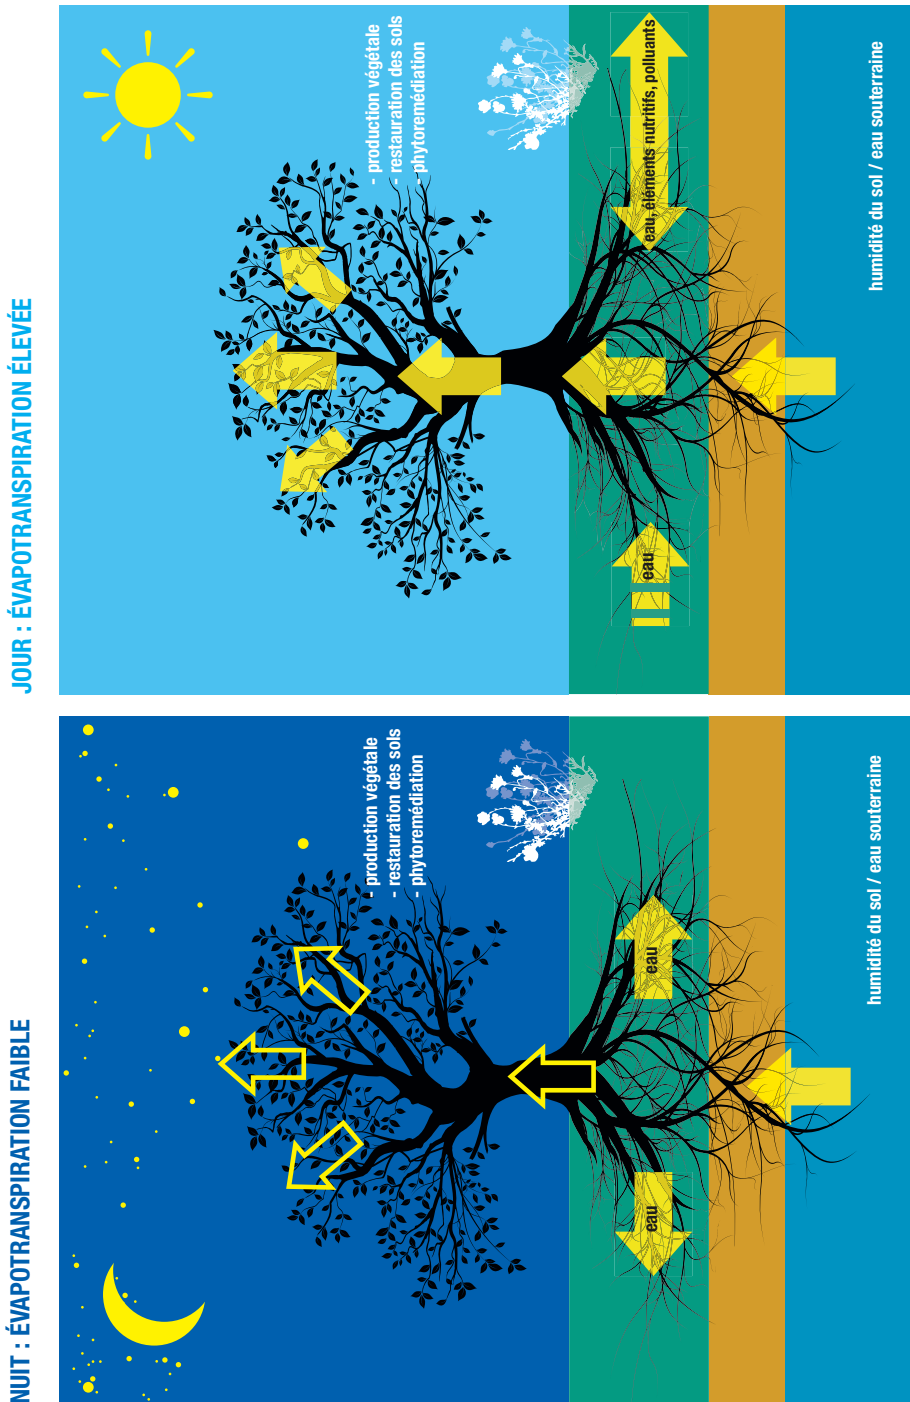 NUIT : ÉVAPOTRANSPIRATION FAIBLE
- production végétale
- restauration des sols
- phytoremédiation
eau
eau
humidité du sol / eau souterraine
JOUR : ÉVAPOTRANSPIRATION ÉLEVÉE
- production végétale
- restauration des sols
- phytoremédiation
eau
eau, éléments nutritifs, polluants
humidité du sol / eau souterraine